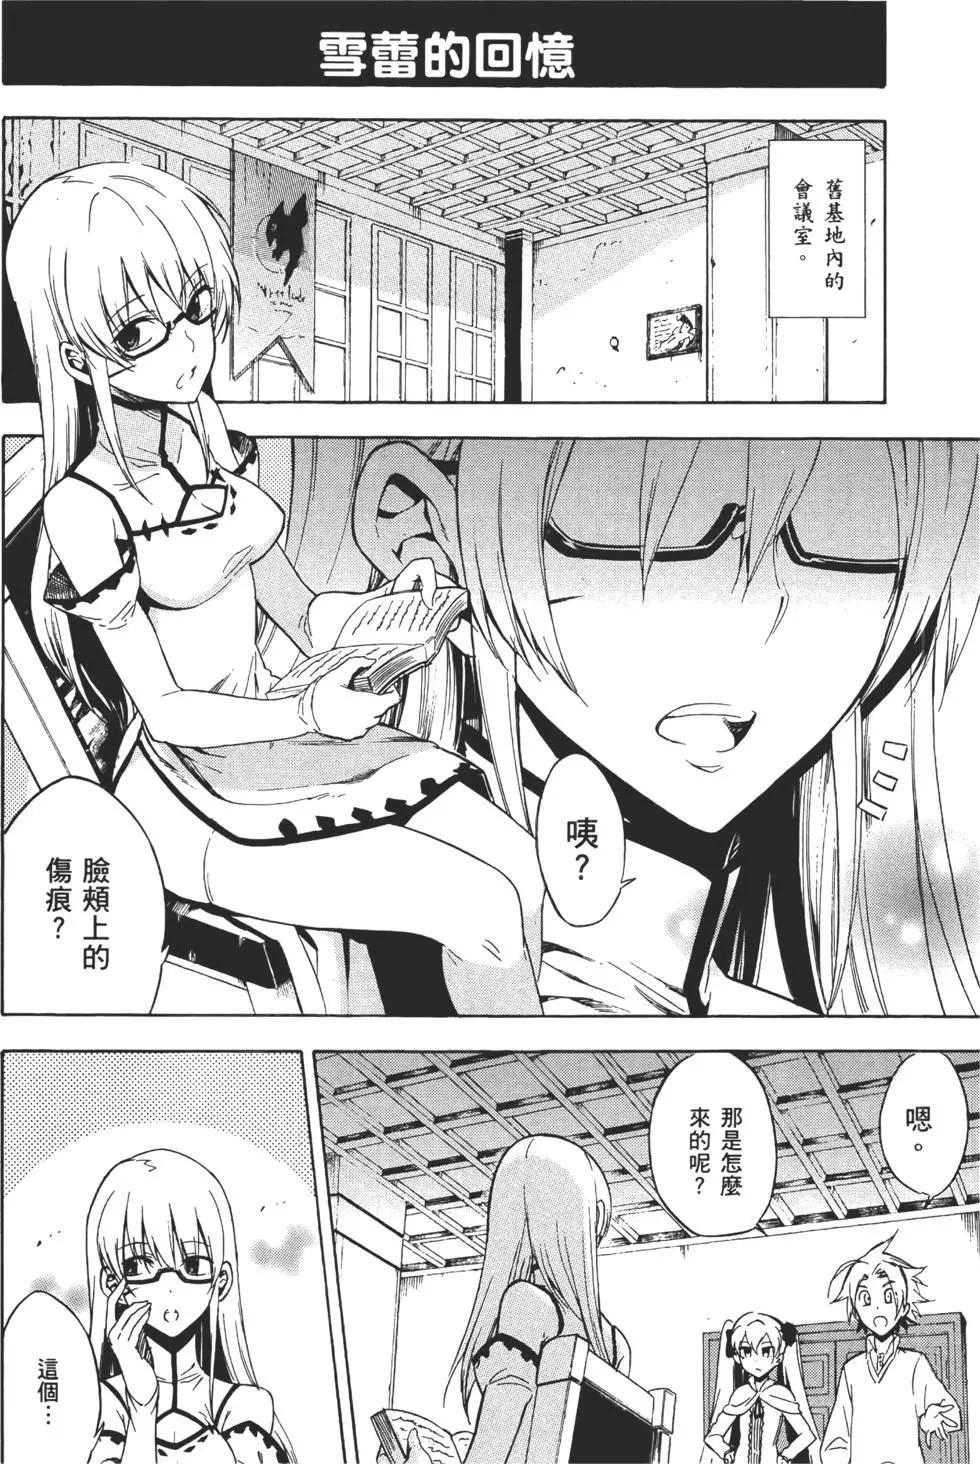 雪蕾的回憶
舊基地內的
會議室。
咦？
臉頰上的
傷痕？
嗯。
那是怎麼
來的呢？
這個…